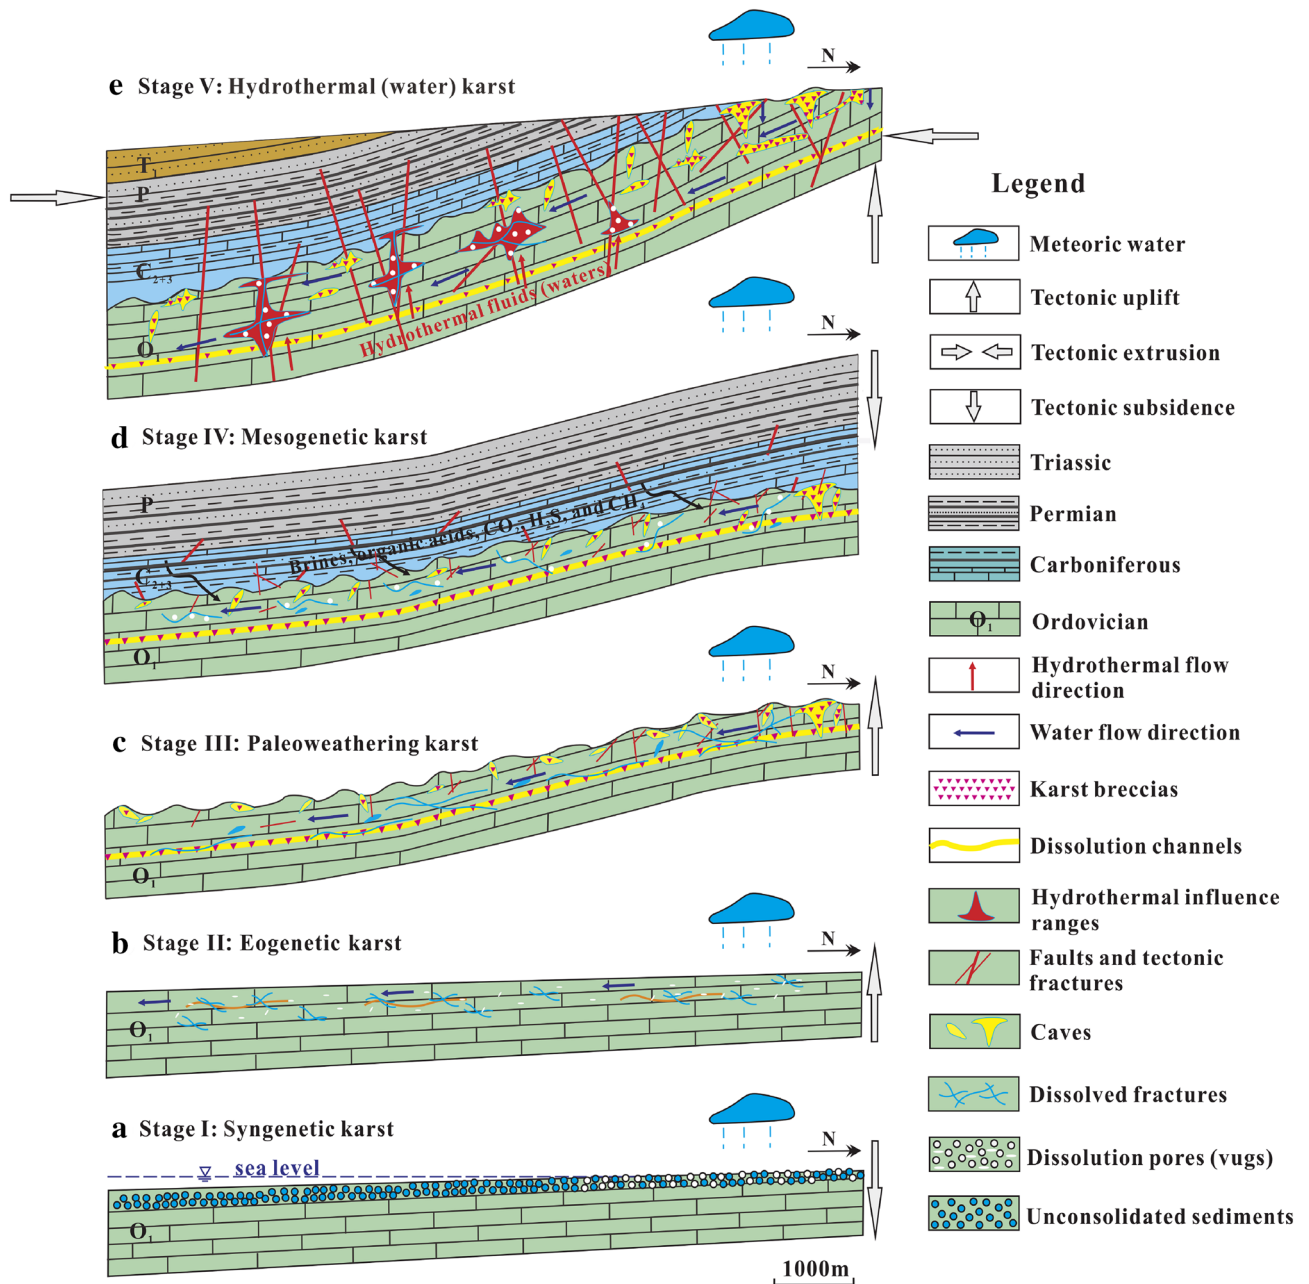 N
e Stage V: Hydrothermal (water) karst
T1
P
C2+3
O1
Hydrothermal fluids (waters)
N
d Stage IV: Mesogenetic karst
P
Brines, organic acids, CO2, H2S, and CH4
C2+3
O1
N
c Stage III: Paleoweathering karst
O1
N
b Stage II: Eogenetic karst
O1
N
a Stage I: Syngenetic karst
sea level
O1
1000m
Legend
Meteoric water
Tectonic uplift
Tectonic extrusion
Tectonic subsidence
Triassic
Permian
Carboniferous
O1
Ordovician
Hydrothermal flow
direction
Water flow direction
Karst breccias
Dissolution channels
Hydrothermal influence
ranges
Faults and tectonic
fractures
Caves
Dissolved fractures
Dissolution pores (vugs)
Unconsolidated sediments